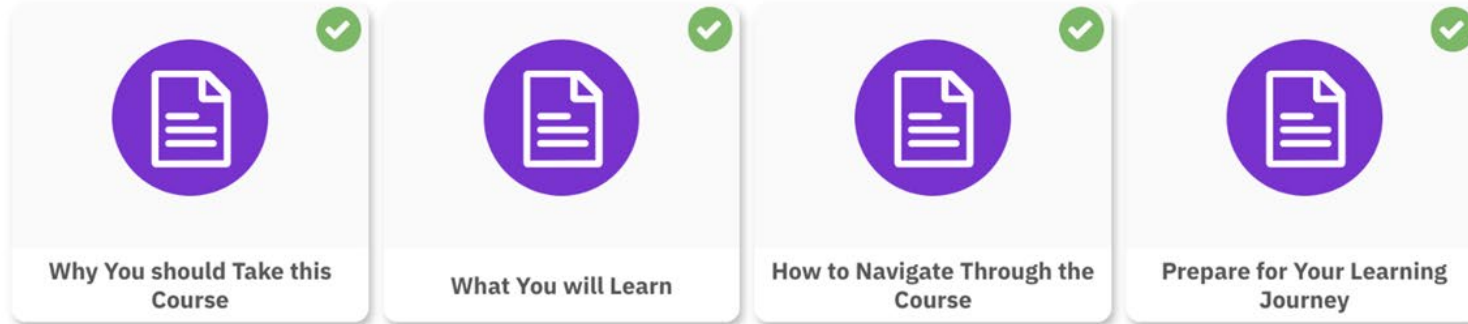 Why You should Take this
Course
What You will Learn
How to Navigate Through the
Course
Prepare for Your Learning
Journey